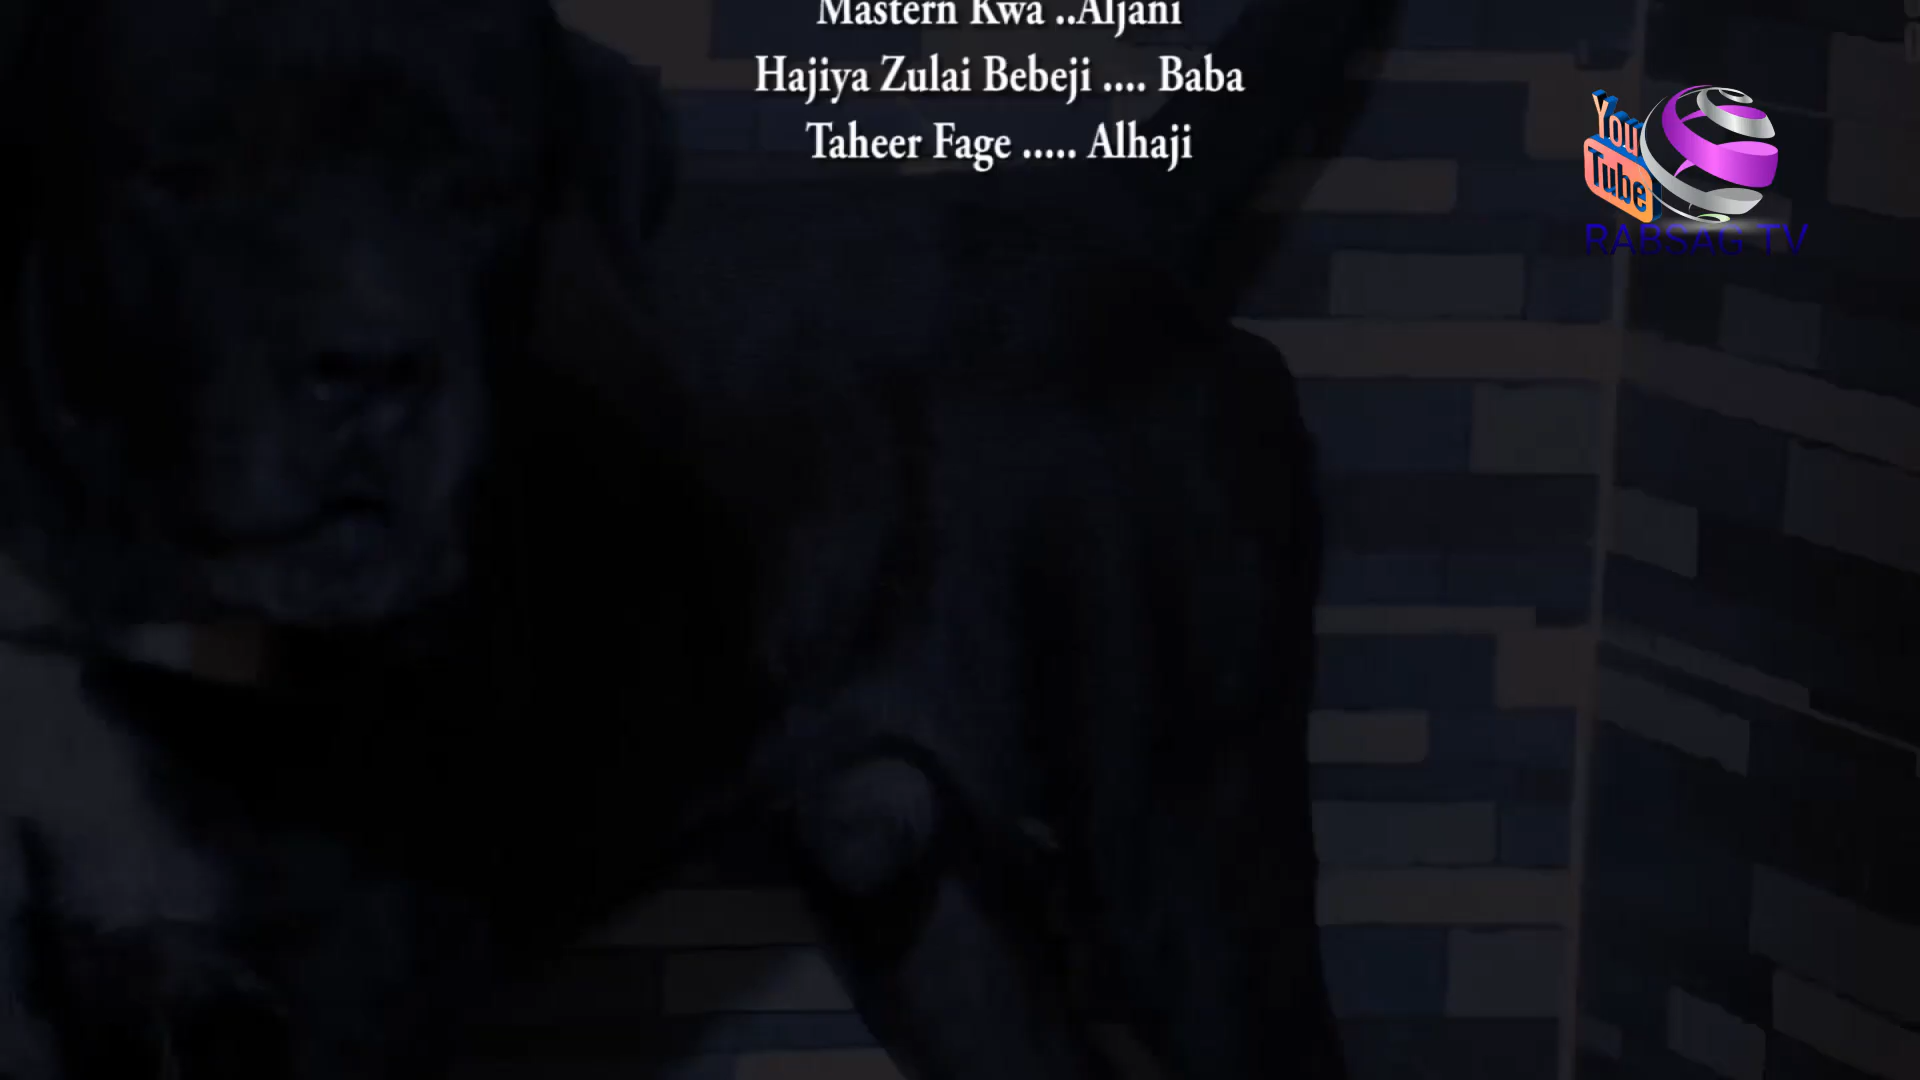 Mastern Kwa ..Aljani
Hajiya Zulai Bebeji .... Baba
Taheer Fage ..... Alhaji
You
Tube
RABSAG TV